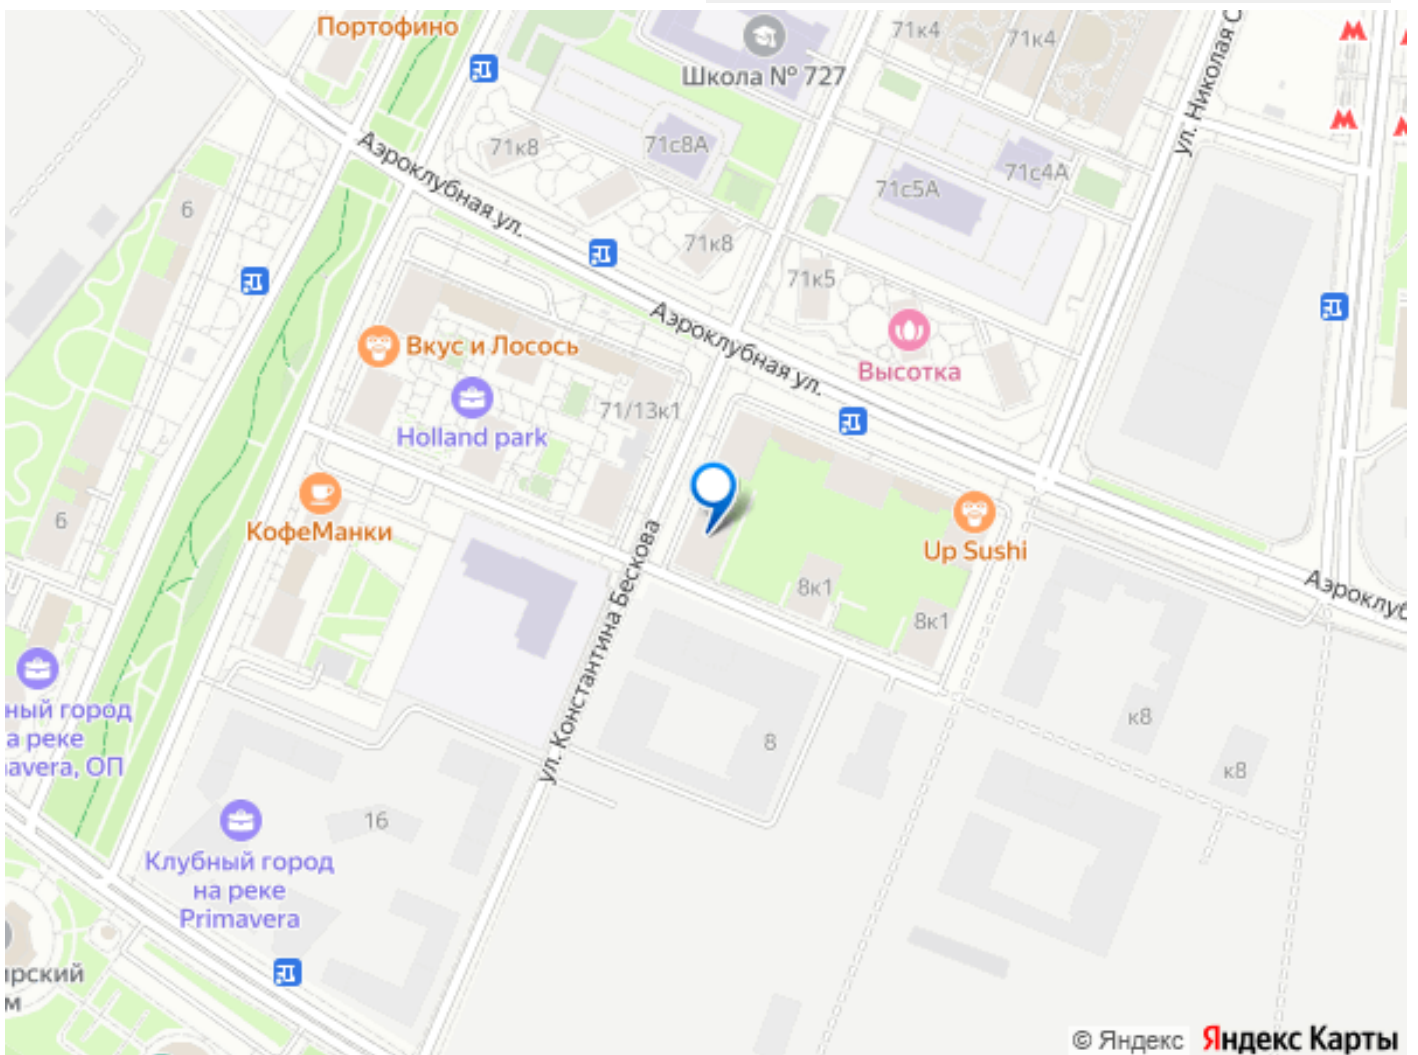 Портофино
Школа № 727
71к4
71к4
ул. Николая С
71к8
71с8А
71с5А
71с4А
Аэроклубная ул.
6
71к8
71к5
Высотка
Вкус и Лосось
Аэроклубная ул.
Holland park
71/13к1
КофеМанки
6
Up Sushi
8к1
8к1
Аэроклуб
ул. Константина Бескова
ный город
а реке
avera, ОП
8
к8
к8
16
Клубный город
на реке
Primavera
ирский
м
© Яндекс Яндекс Карты